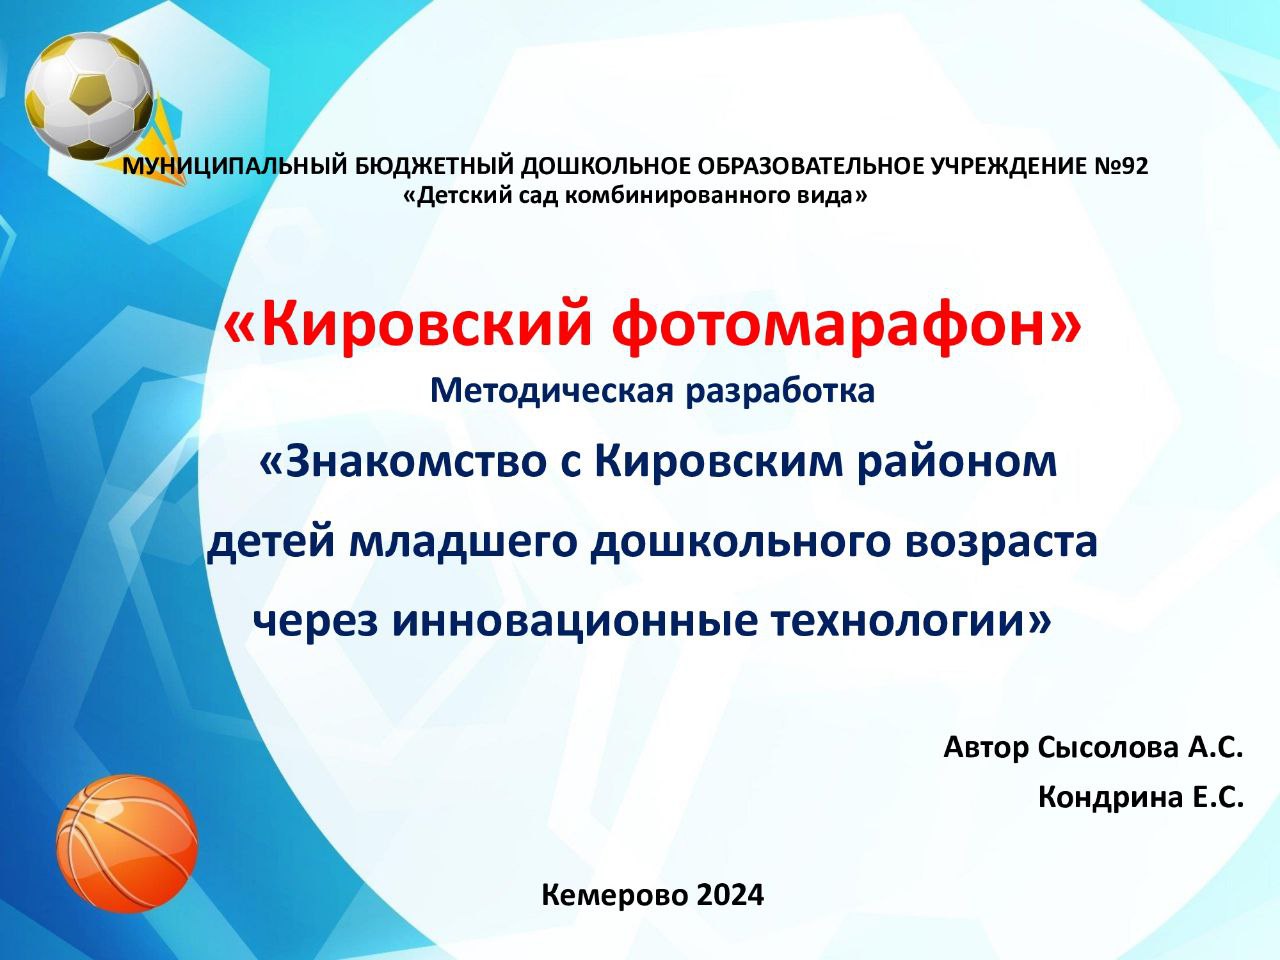 МУНИЦИПАЛЬНЫЙ БЮДЖЕТНЫЙ ДОШКОЛЬНОЕ ОБРАЗОВАТЕЛЬНОЕ УЧРЕЖДЕНИЕ №92
«Детский сад комбинированного вида»
«Кировский фотомарафон»
Методическая разработка
«Знакомство с Кировским районом
детей младшего дошкольного возраста
через инновационные технологии»
Автор Сысолова А.С.
Кондрина Е.С.
Кемерово 2024